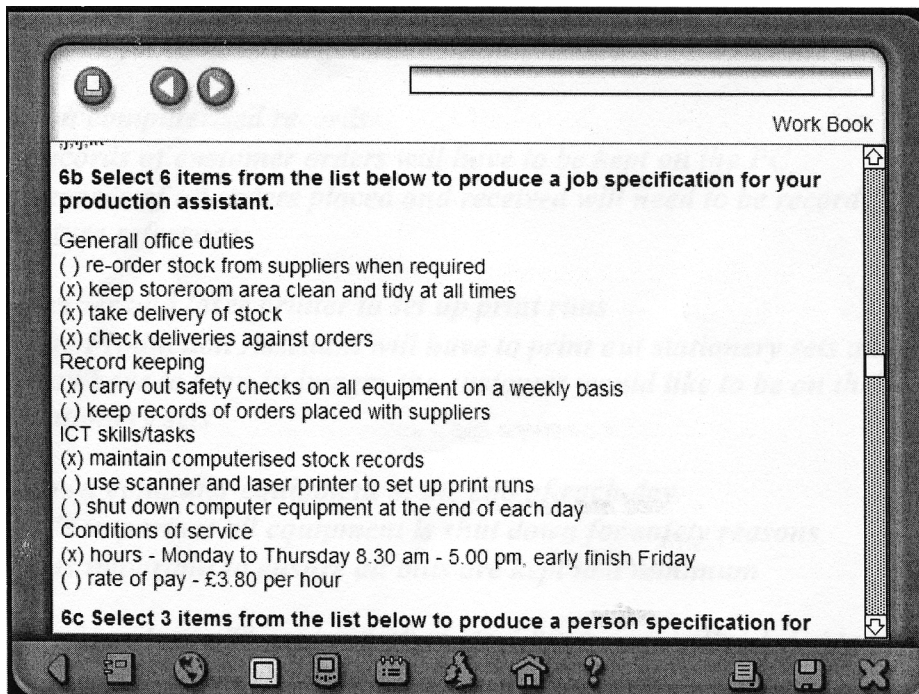 Work Book
6b Select 6 items from the list below to produce a job specification for your
production assistant.
Generall office duties
( ) re-order stock from suppliers when required
(x) keep storeroom area clean and tidy at all times
(x) take delivery of stock
(x) check deliveries against orders
Record keeping
(x) carry out safety checks on all equipment on a weekly basis
( ) keep records of orders placed with suppliers
ICT skills/tasks
(x) maintain computerised stock records
( ) use scanner and laser printer to set up print runs
( ) shut down computer equipment at the end of each day
Conditions of service
(x) hours - Monday to Thursday 8.30 am - 5.00 pm, early finish Friday
( ) rate of pay - £3.80 per hour
6c Select 3 items from the list below to produce a person specification for